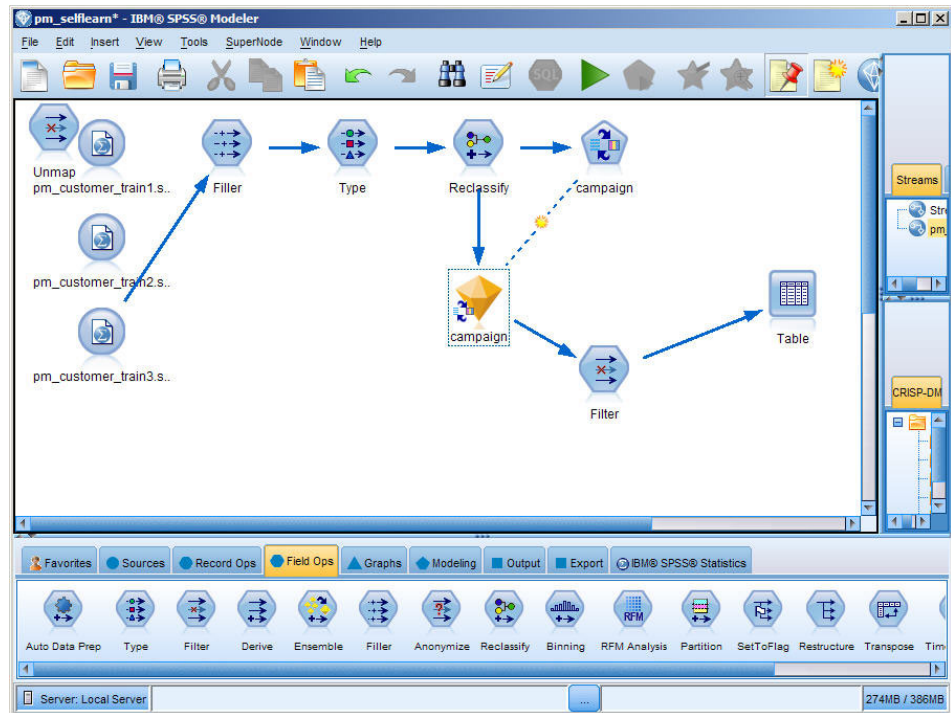 pm_selflearn* - IBM® SPSS® Modeler
File Edit Insert View Tools SuperNode Window Help
SQL
Unmap
pm_customer_train1.s..
Filler
Type
Reclassify
campaign
pm_customer_train2.s..
campaign
Table
pm_customer_train3.s..
Filter
Streams
Stre
pm_
CRISP-DM
Favorites Sources Record Ops Field Ops Graphs Modeling Output Export IBM® SPSS® Statistics
RFM
Auto Data Prep Type Filter Derive Ensemble Filler Anonymize Reclassify Binning RFM Analysis Partition SetToFlag Restructure Transpose Tim
Server: Local Server ... 274MB / 386MB